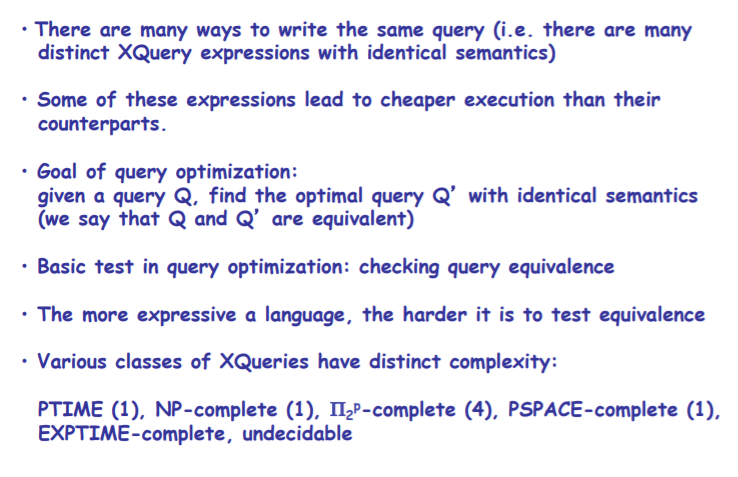 • There are many ways to write the same query (i.e. there are many
distinct XQuery expressions with identical semantics)
• Some of these expressions lead to cheaper execution than their
counterparts.
• Goal of query optimization:
given a query Q, find the optimal query Q’ with identical semantics
(we say that Q and Q’ are equivalent)
• Basic test in query optimization: checking query equivalence
• The more expressive a language, the harder it is to test equivalence
• Various classes of XQueries have distinct complexity:
PTIME (1), NP-complete (1), Π₂ᵖ-complete (4), PSPACE-complete (1),
EXPTIME-complete, undecidable